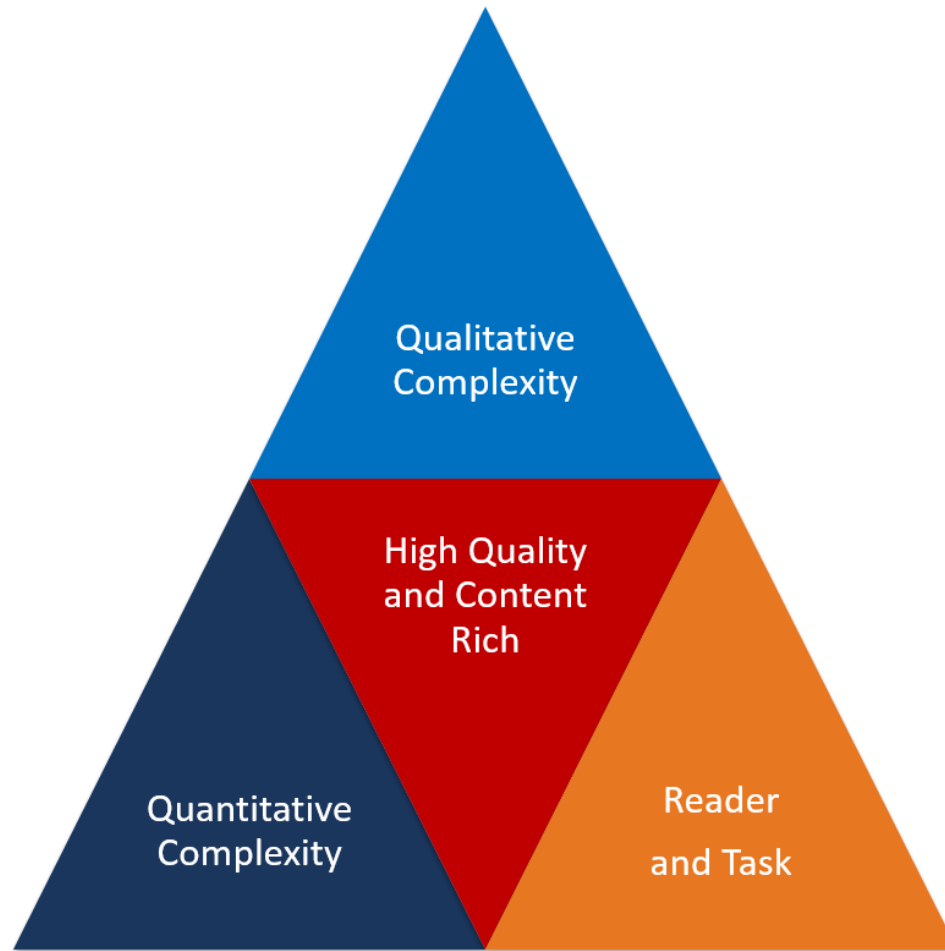 Qualitative
Complexity
High Quality
and Content
Rich
Quantitative
Complexity
Reader
and Task